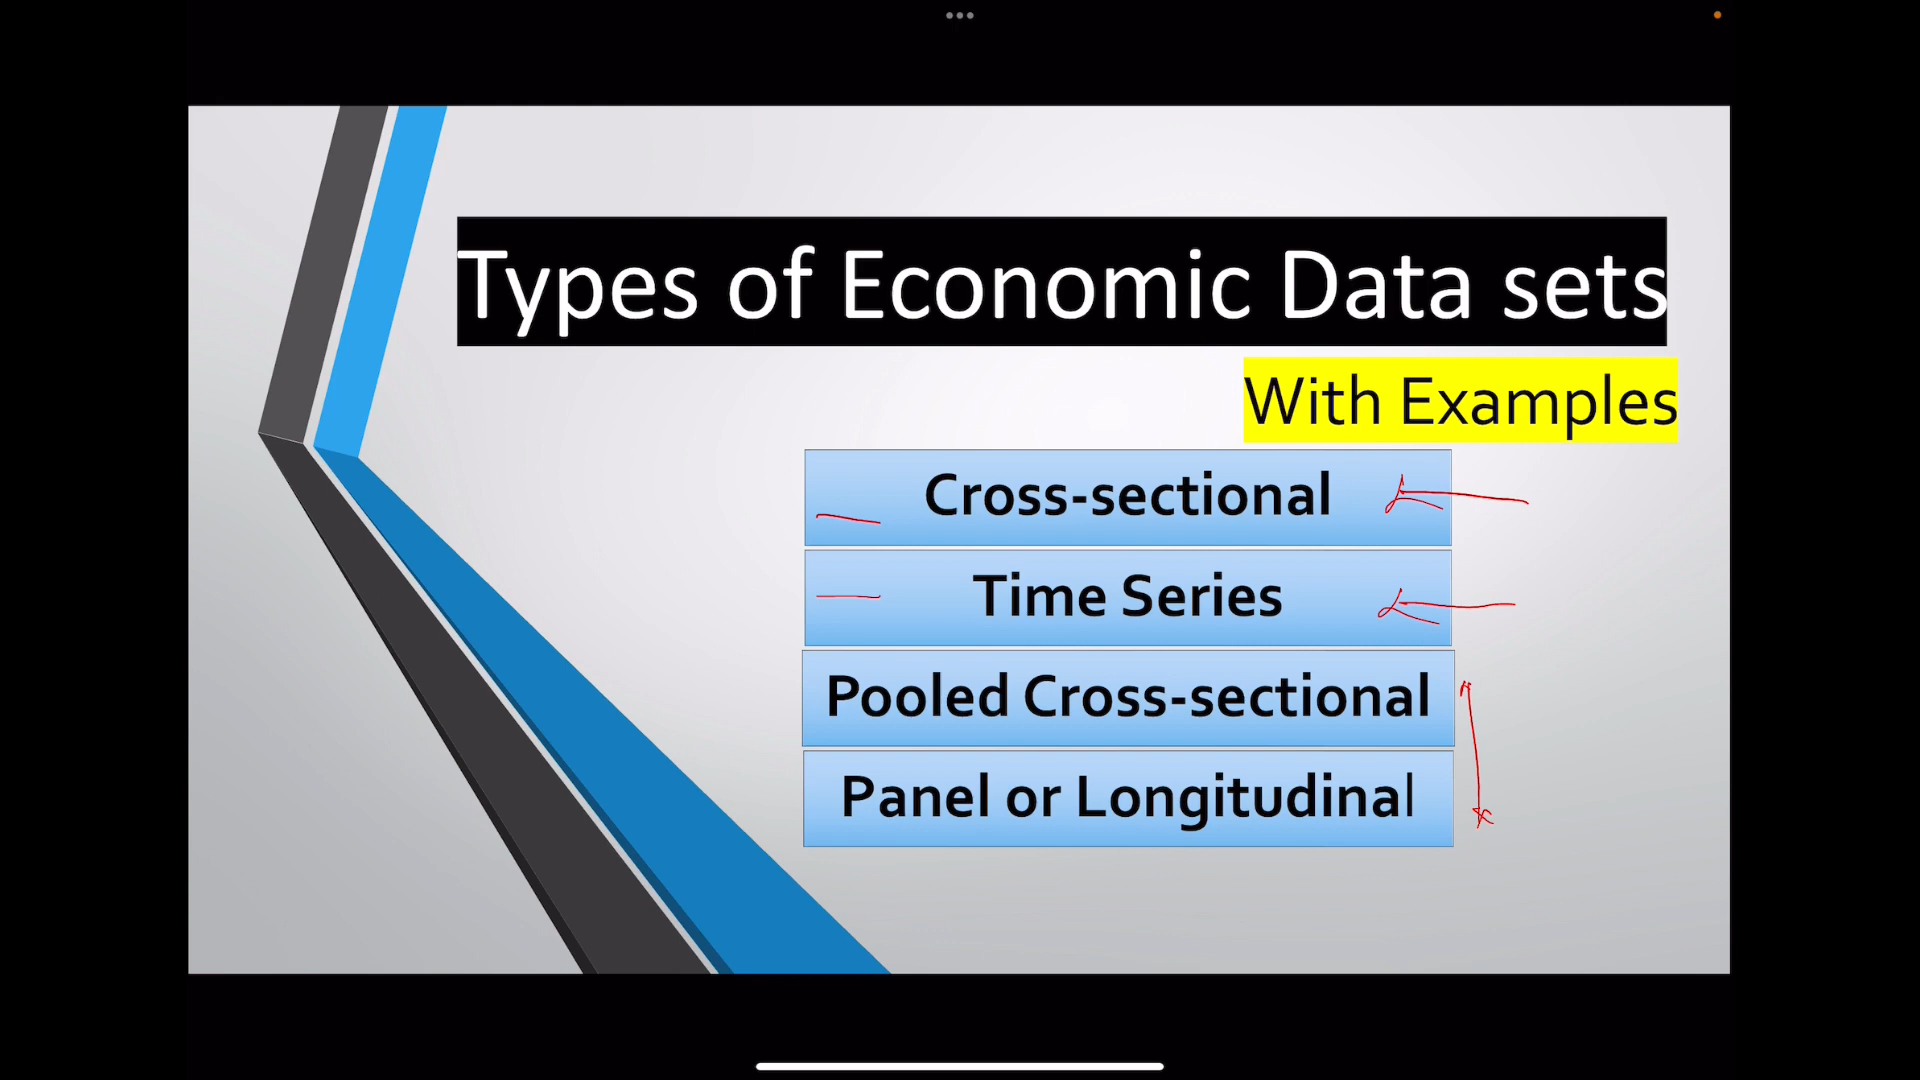 Types of Economic Data sets
With Examples
Cross-sectional
Time Series
Pooled Cross-sectional
Panel or Longitudinal